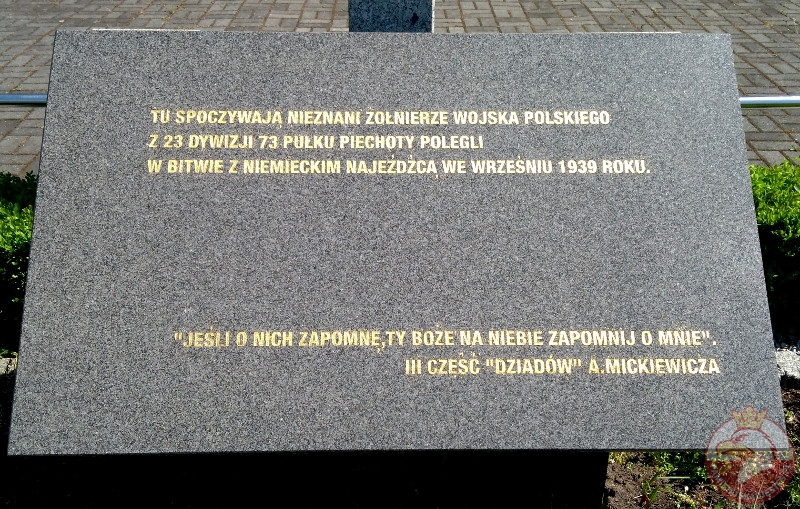 TU SPOCZYWAJĄ NIEZNANI ŻOŁNIERZE WOJSKA POLSKIEGO
Z 23 DYWIZJI 73 PUŁKU PIECHOTY POLEGLI
W BITWIE Z NIEMIECKIM NAJEŹDŹCĄ WE WRZEŚNIU 1939 ROKU.
"JEŚLI O NICH ZAPOMNĘ,TY BOŻE NA NIEBIE ZAPOMNIJ O MNIE".
III CZĘŚĆ "DZIADÓW" A.MICKIEWICZA